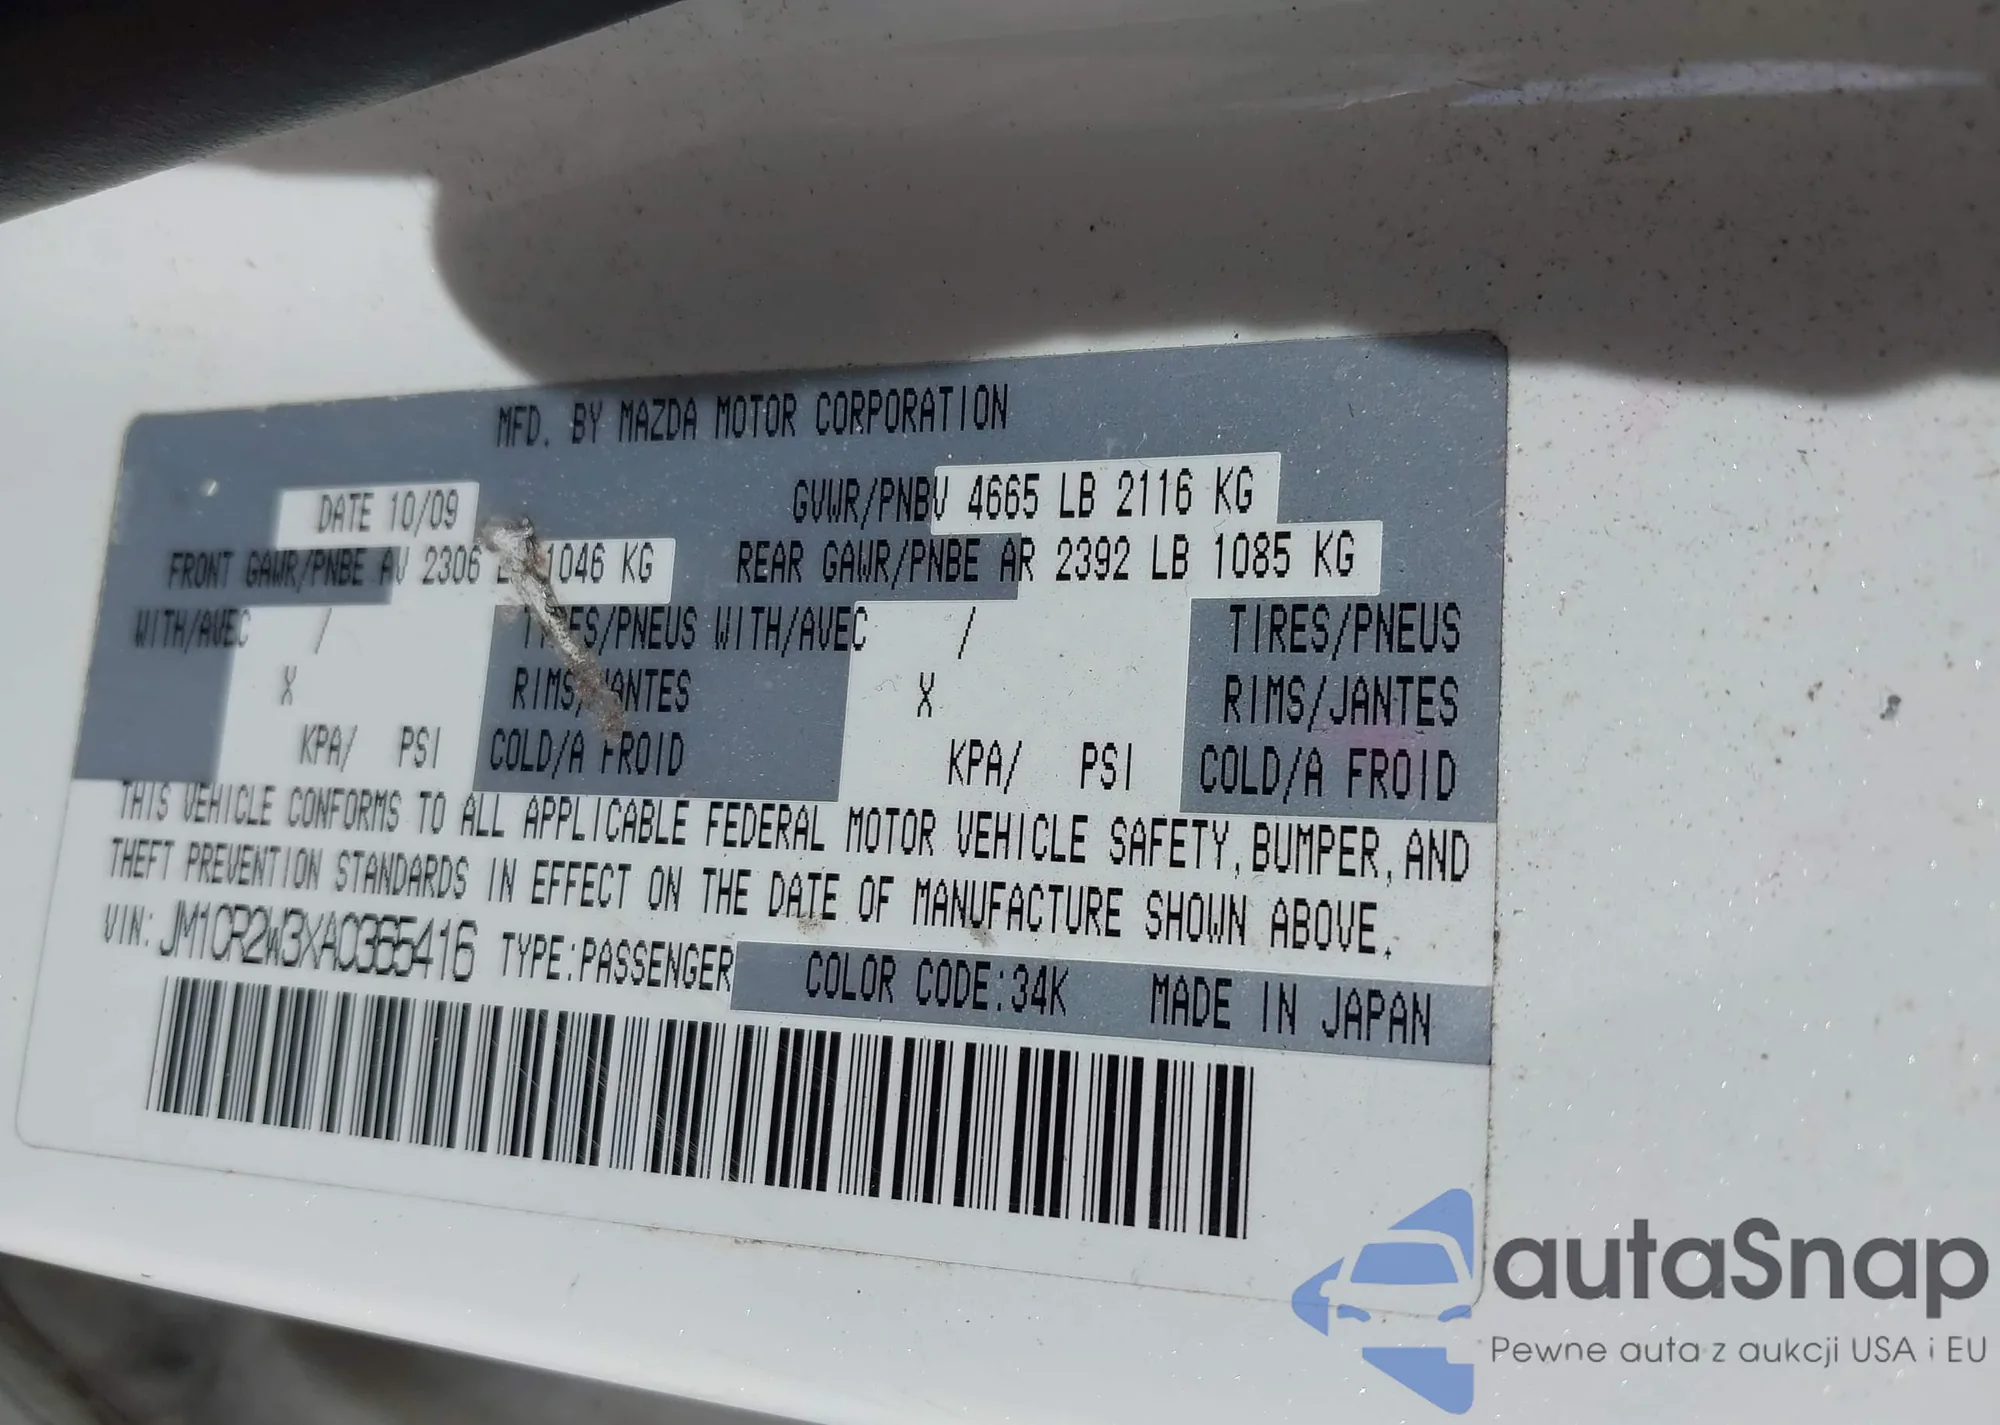 MFD. BY MAZDA MOTOR CORPORATION
DATE 10/09 GVWR/PNBV 4665 LB 2116 KG
FRONT GAWR/PNBE AV 2306 1046 KG REAR GAWR/PNBE AR 2392 LB 1085 KG
WITH/AVEC / TIRES/PNEUS WITH/AVEC / TIRES/PNEUS
X RIMS/JANTES X RIMS/JANTES
KPA/ PSI COLD/A FROID KPA/ PSI COLD/A FROID
THIS VEHICLE CONFORMS TO ALL APPLICABLE FEDERAL MOTOR VEHICLE SAFETY, BUMPER, AND
THEFT PREVENTION STANDARDS IN EFFECT ON THE DATE OF MANUFACTURE SHOWN ABOVE.
VIN: JM1CR2W3XA0365416 TYPE:PASSENGER COLOR CODE:34K MADE IN JAPAN
autaSnap
Pewne auta z aukcji USA i EU